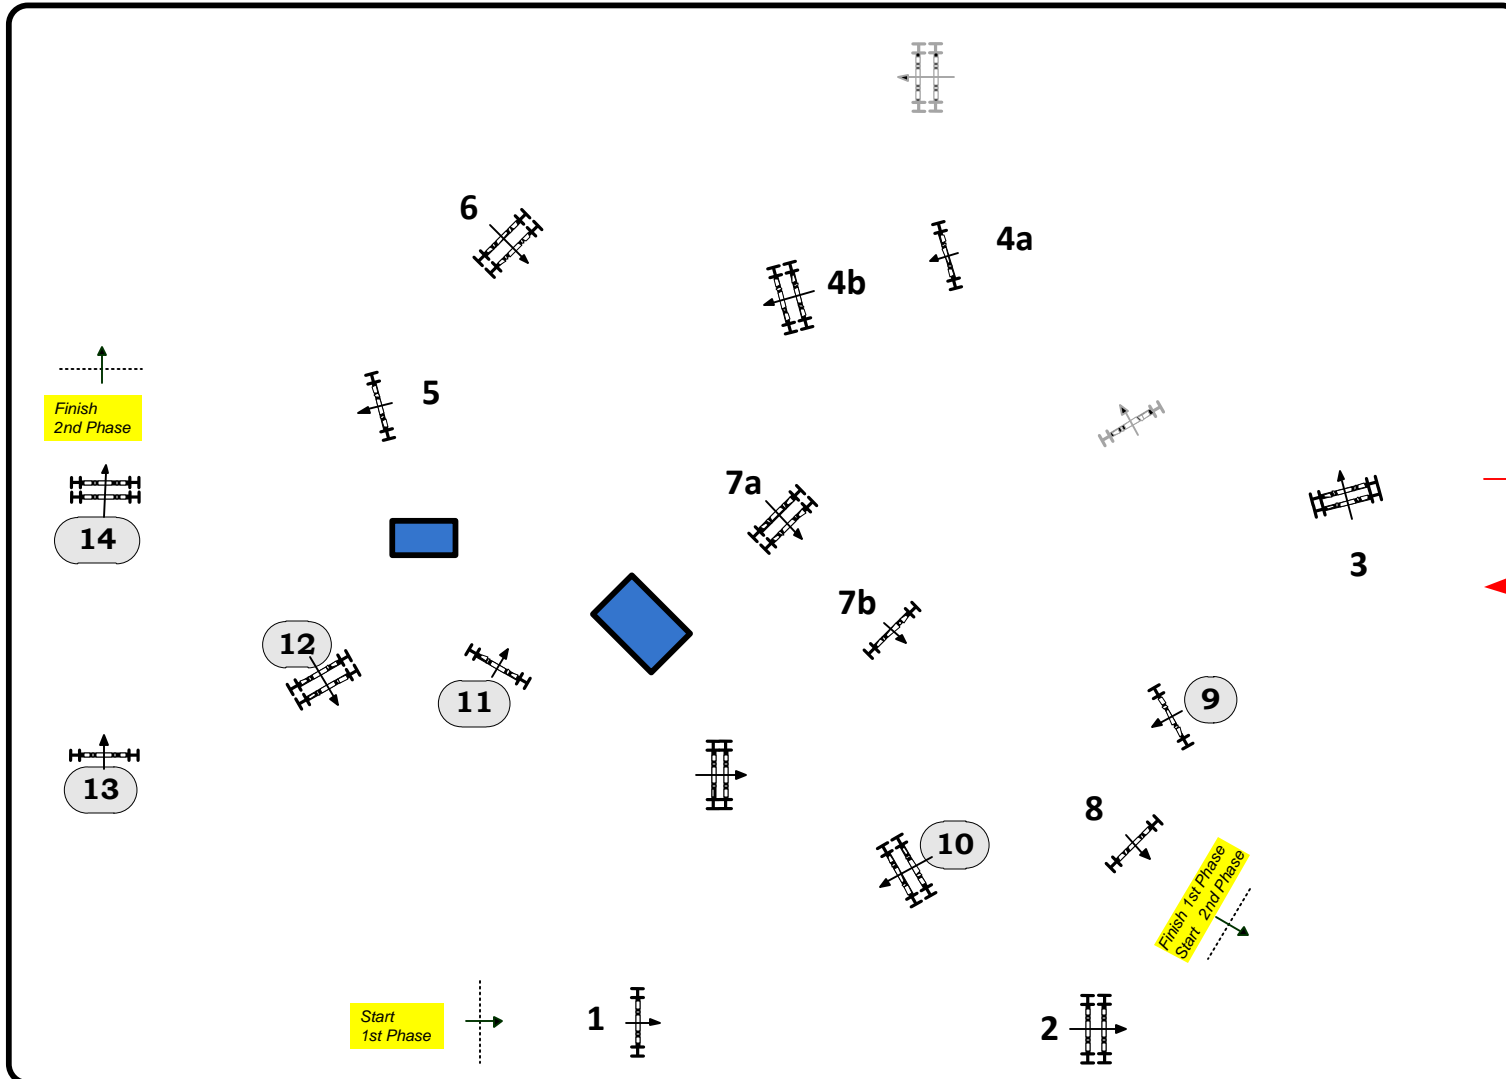 6
4a
4b
5
Finish
2nd Phase
7a
14
3
7b
12
11
9
13
8
10
Finish 1st Phase
Start 2nd Phase
Start
1st Phase
1
2